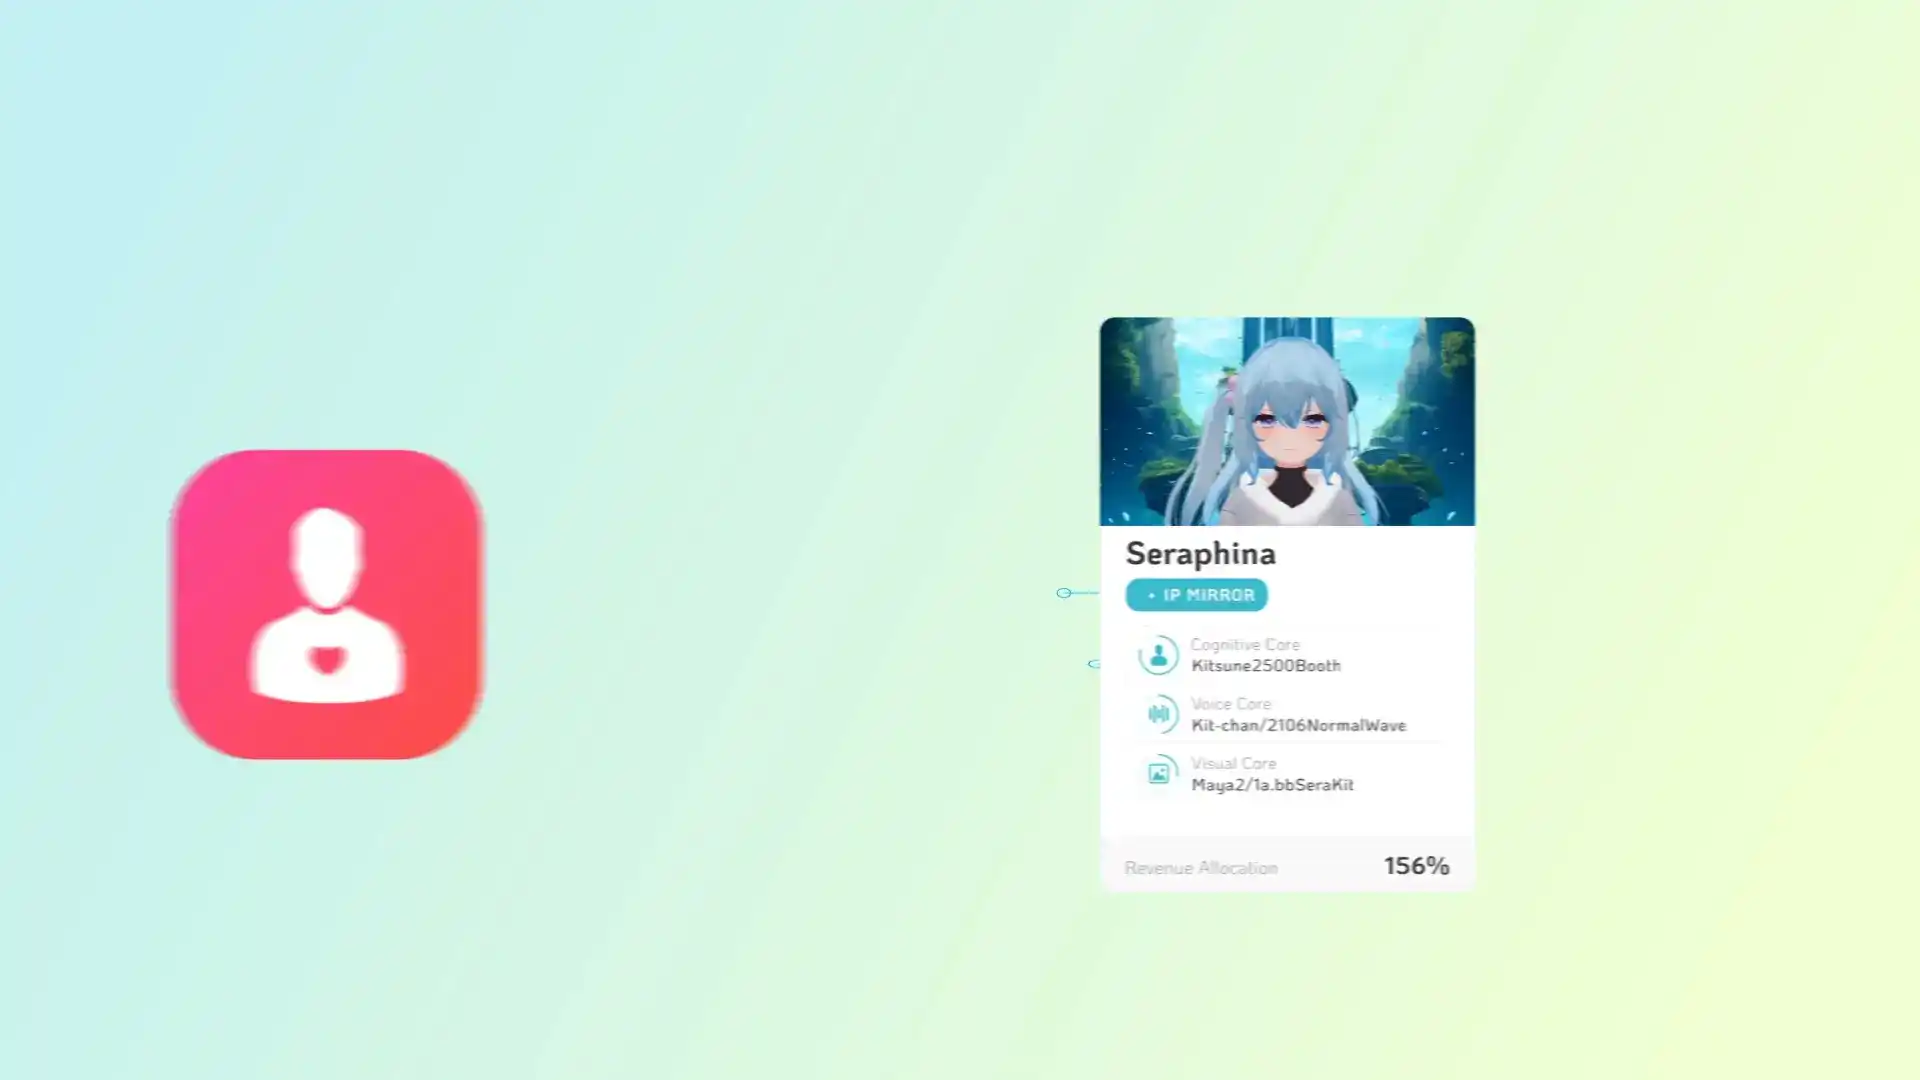 Seraphina
IP MIRROR
Cognitive Core
Kitsune2500Booth
Voice Core
Kit-chan/2106NormalWave
Visual Core
Maya2/1a.bbSeraKit
Revenue Allocation 156%